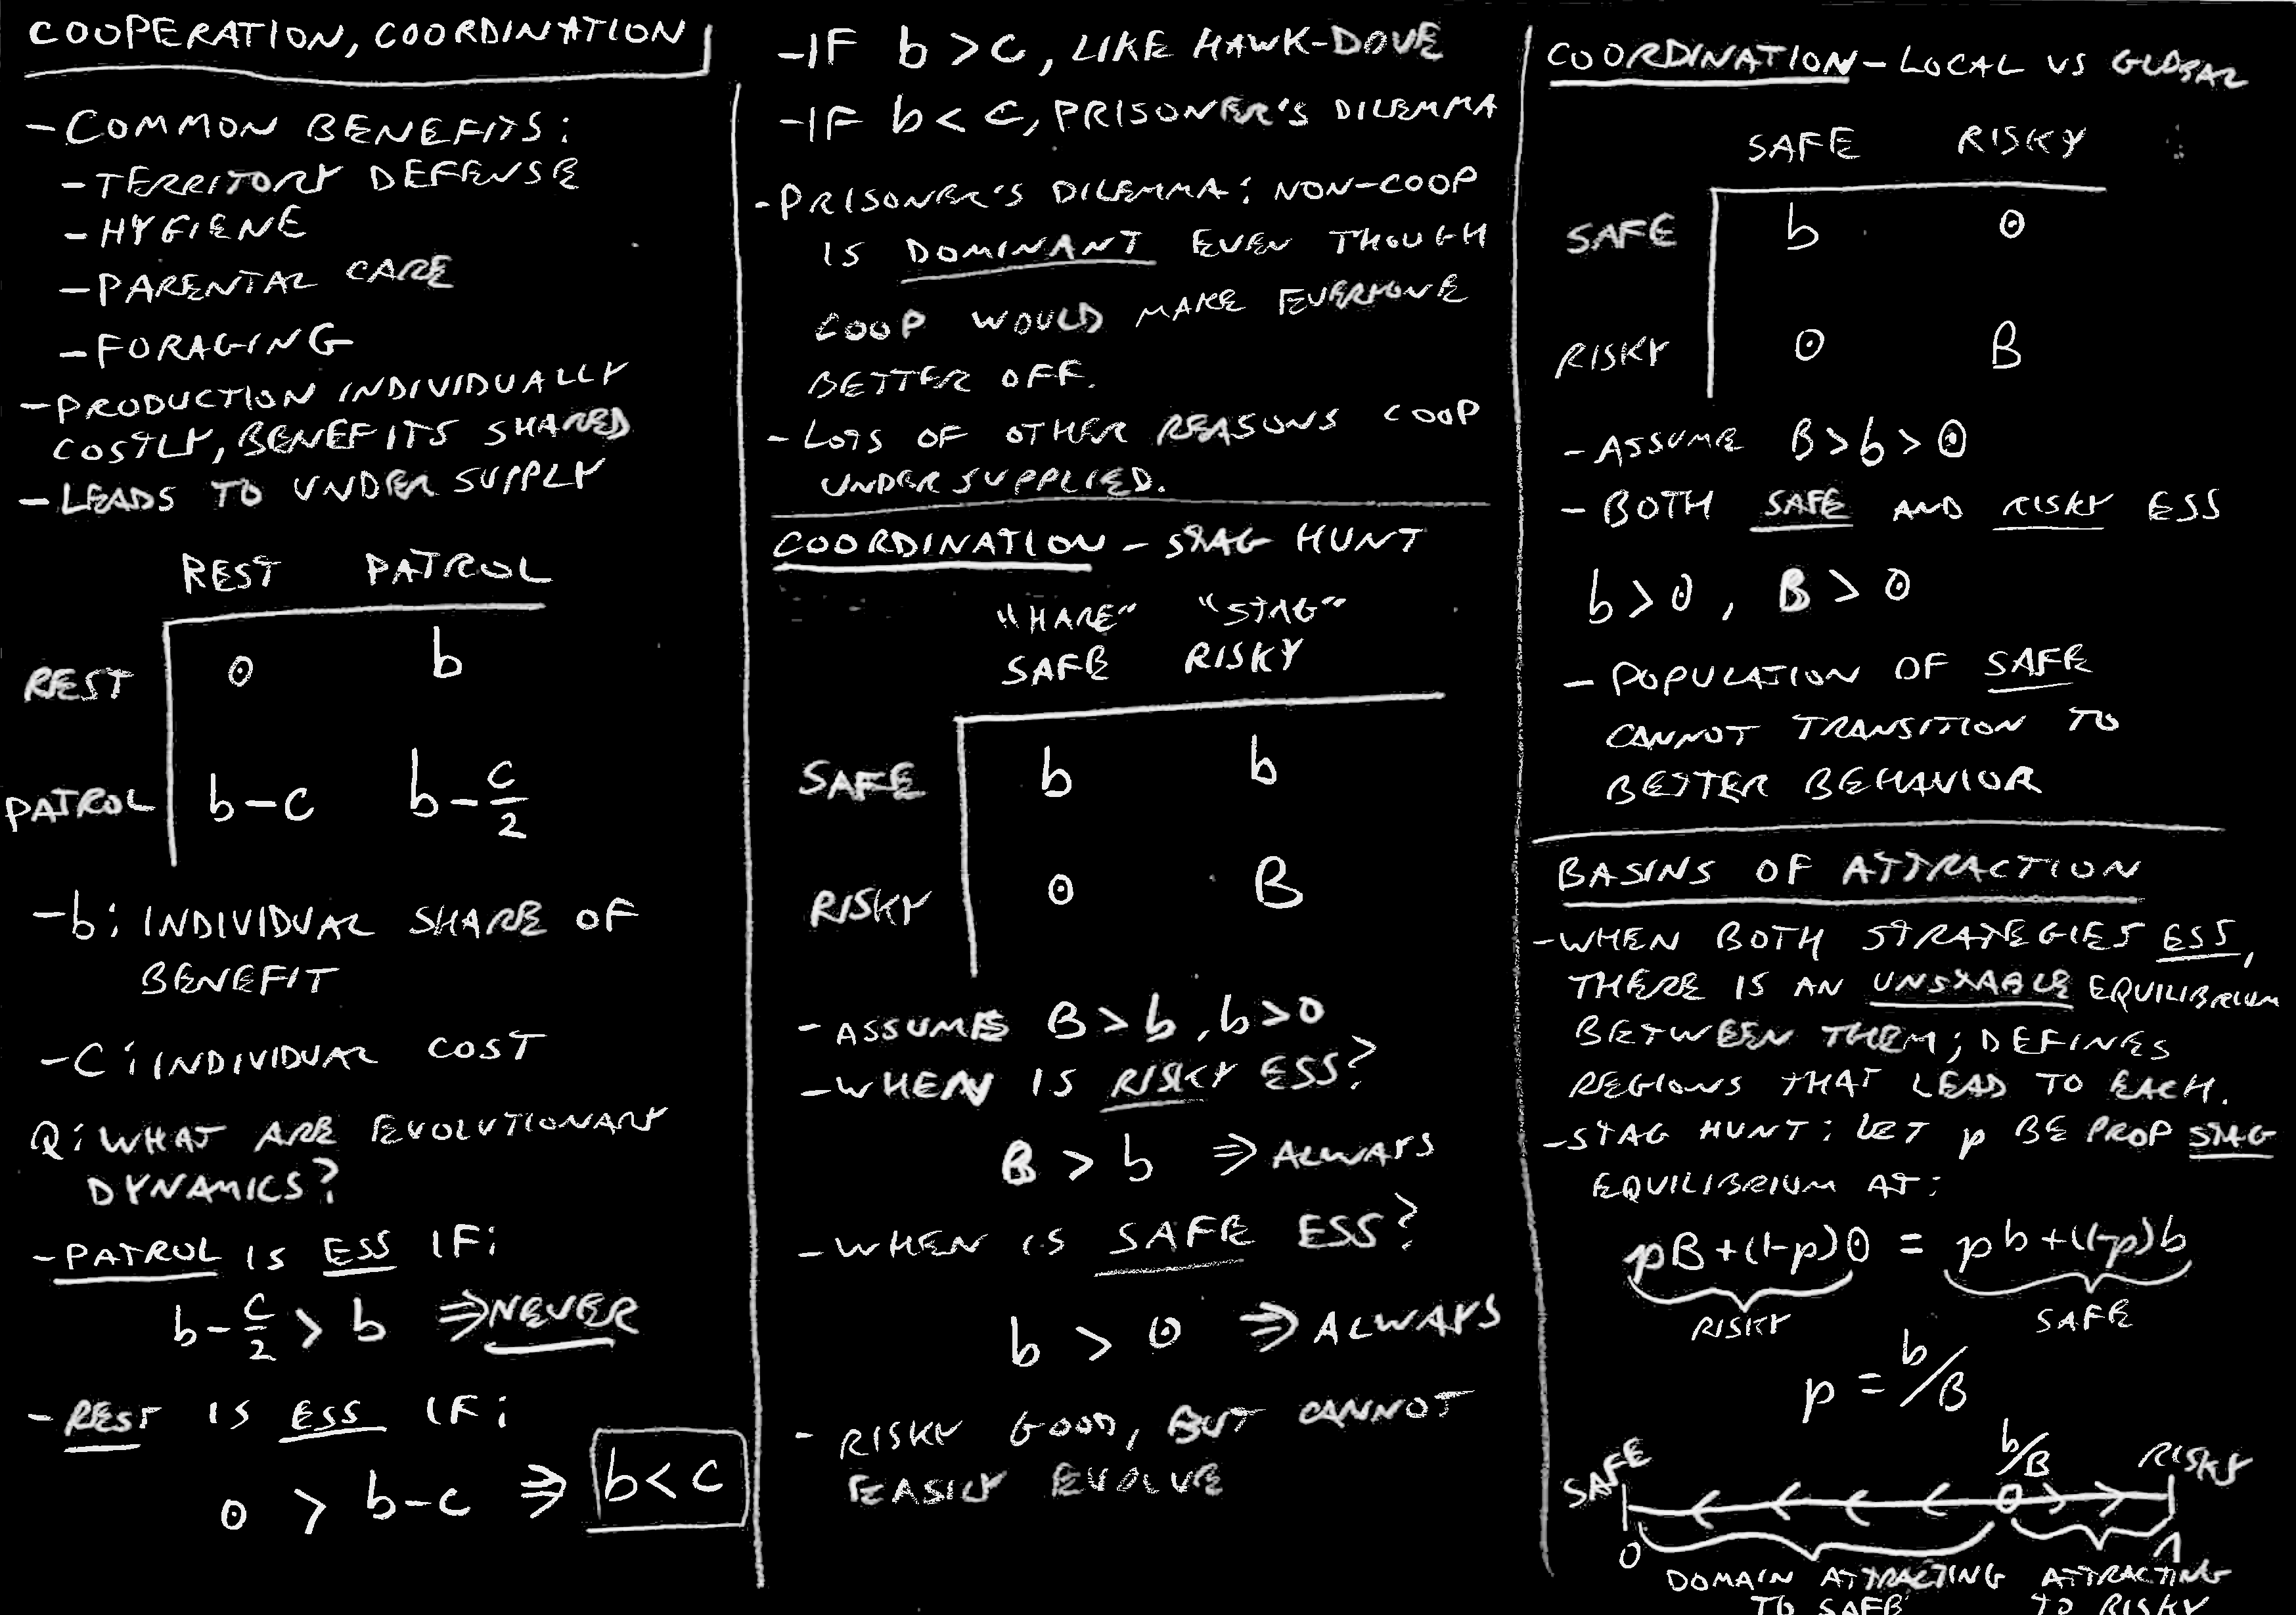 COOPERATION, COORDINATION
- COMMON BENEFITS:
- TERRITORY DEFENSE
- HYGIENE
- PARENTAL CARE
- FORAGING
- PRODUCTION INDIVIDUALLY
COSTLY, BENEFITS SHARED
- LEADS TO UNDER SUPPLY
REST PATROL
REST 0 b
PATROL b-c b-c/2
- b: INDIVIDUAL SHARE OF
BENEFIT
- C: INDIVIDUAL COST
Q: WHAT ARE EVOLUTIONARY
DYNAMICS?
- PATROL IS ESS IF:
b-c/2 > b ⇒ NEVER
- REST IS ESS IF:
0 > b-c ⇒ b<c
- IF b > c, LIKE HAWK-DOVE
- IF b < c, PRISONER'S DILEMMA
- PRISONER'S DILEMMA: NON-COOP
IS DOMINANT EVEN THOUGH
COOP WOULD MAKE EVERYONE
BETTER OFF.
- LOTS OF OTHER REASONS COOP
UNDERSUPPLIED.
COORDINATION - STAG HUNT
"HARE" "STAG"
SAFE RISKY
SAFE b b
RISKY 0 B
- ASSUME B > b, b > 0
- WHEN IS RISKY ESS?
B > b ⇒ ALWAYS
- WHEN IS SAFE ESS?
b > 0 ⇒ ALWAYS
- RISKY GOOD, BUT CANNOT
EASILY EVOLVE
COORDINATION - LOCAL VS GLOBAL
SAFE RISKY
SAFE b 0
RISKY 0 B
- ASSUME B > b > 0
- BOTH SAFE AND RISKY ESS
b > 0, B > 0
- POPULATION OF SAFE
CANNOT TRANSITION TO
BETTER BEHAVIOR
BASINS OF ATTRACTION
- WHEN BOTH STRATEGIES ESS,
THERE IS AN UNSTABLE EQUILIBRIUM
BETWEEN THEM; DEFINES
REGIONS THAT LEAD TO EACH.
- STAG HUNT: LET p BE PROP STAG
EQUILIBRIUM AT:
pB+(1-p)0 = pb+(1-p)b
RISKY SAFE
p = b/B
SAFE b/B RISKY
0 1
DOMAIN ATTRACTING ATTRACTING
TO SAFE TO RISKY